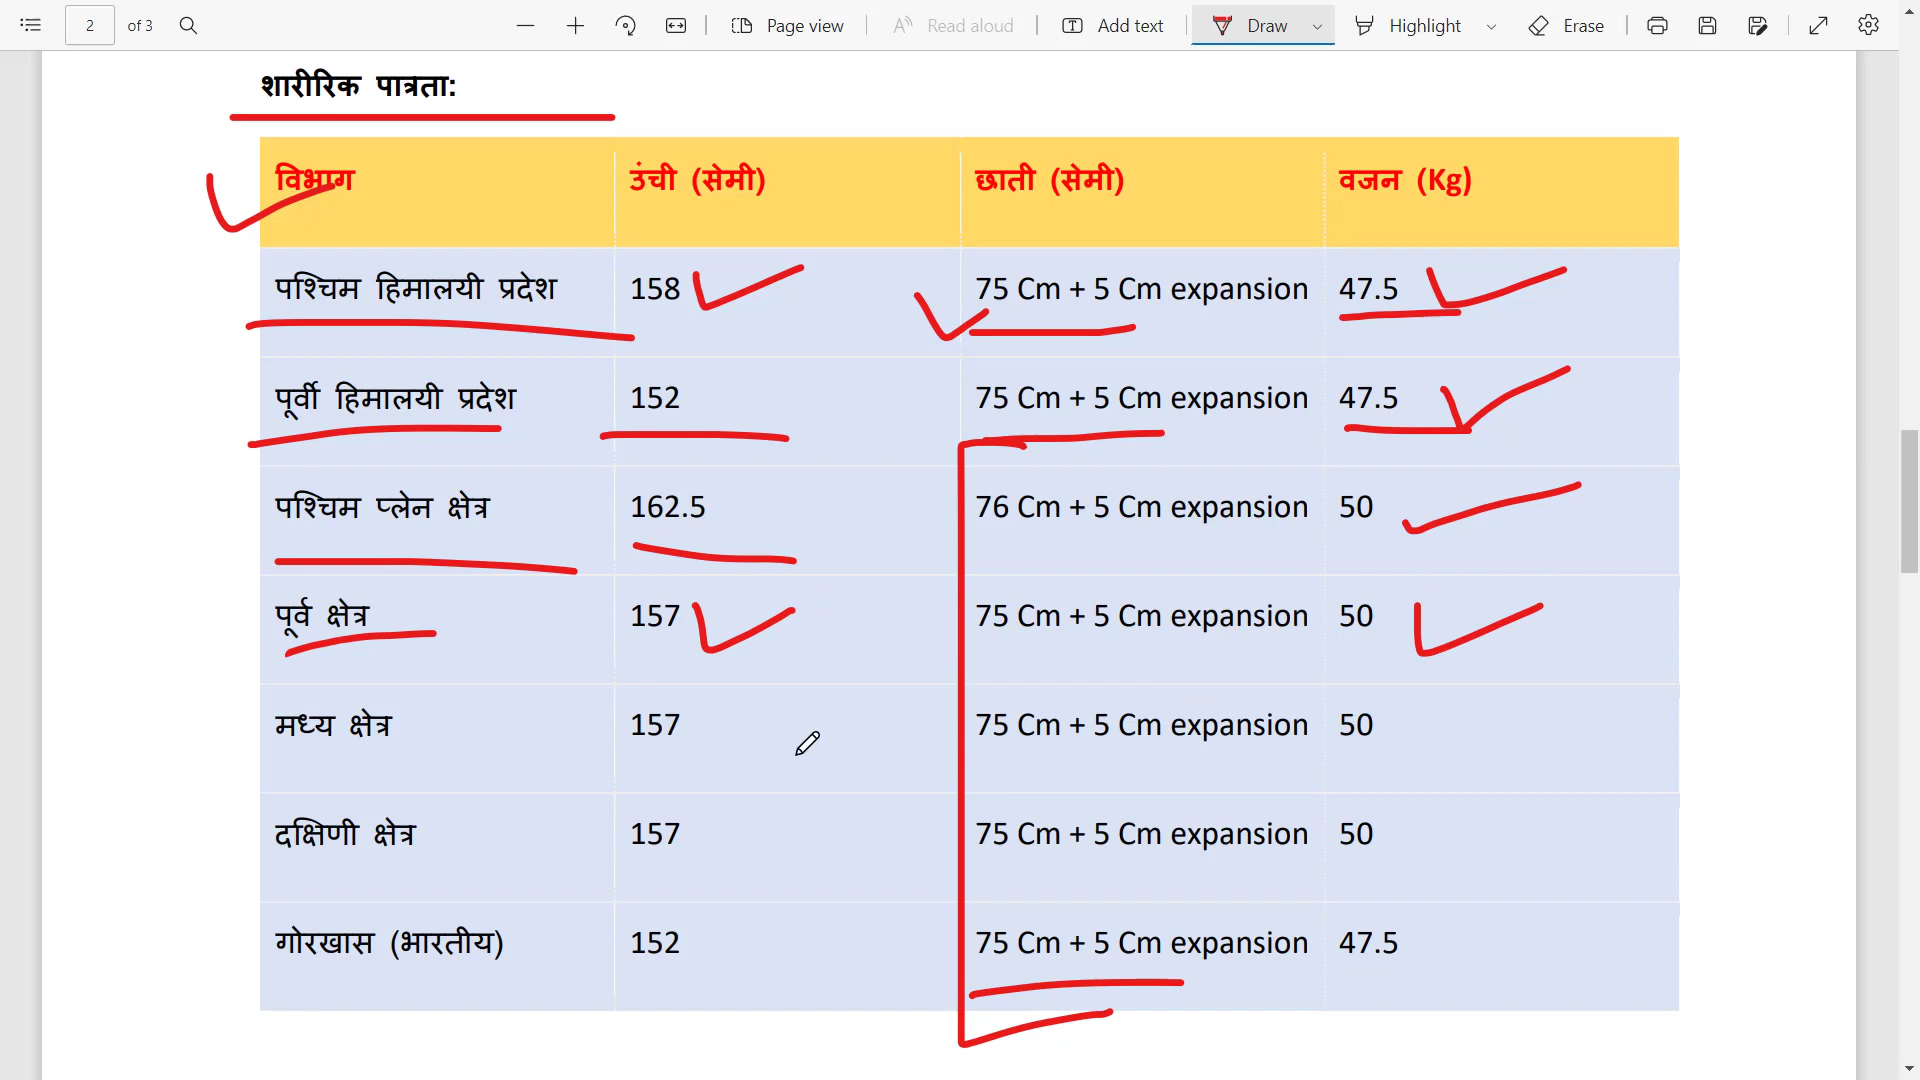 2 of 3 Page view Read aloud Add text Draw Highlight Erase
शारीरिक पात्रता:
विभाग उंची (सेमी) छाती (सेमी) वजन (Kg)
पश्चिम हिमालयी प्रदेश 158 75 Cm + 5 Cm expansion 47.5
पूर्वी हिमालयी प्रदेश 152 75 Cm + 5 Cm expansion 47.5
पश्चिम प्लेन क्षेत्र 162.5 76 Cm + 5 Cm expansion 50
पूर्व क्षेत्र 157 75 Cm + 5 Cm expansion 50
मध्य क्षेत्र 157 75 Cm + 5 Cm expansion 50
दक्षिणी क्षेत्र 157 75 Cm + 5 Cm expansion 50
गोरखास (भारतीय) 152 75 Cm + 5 Cm expansion 47.5